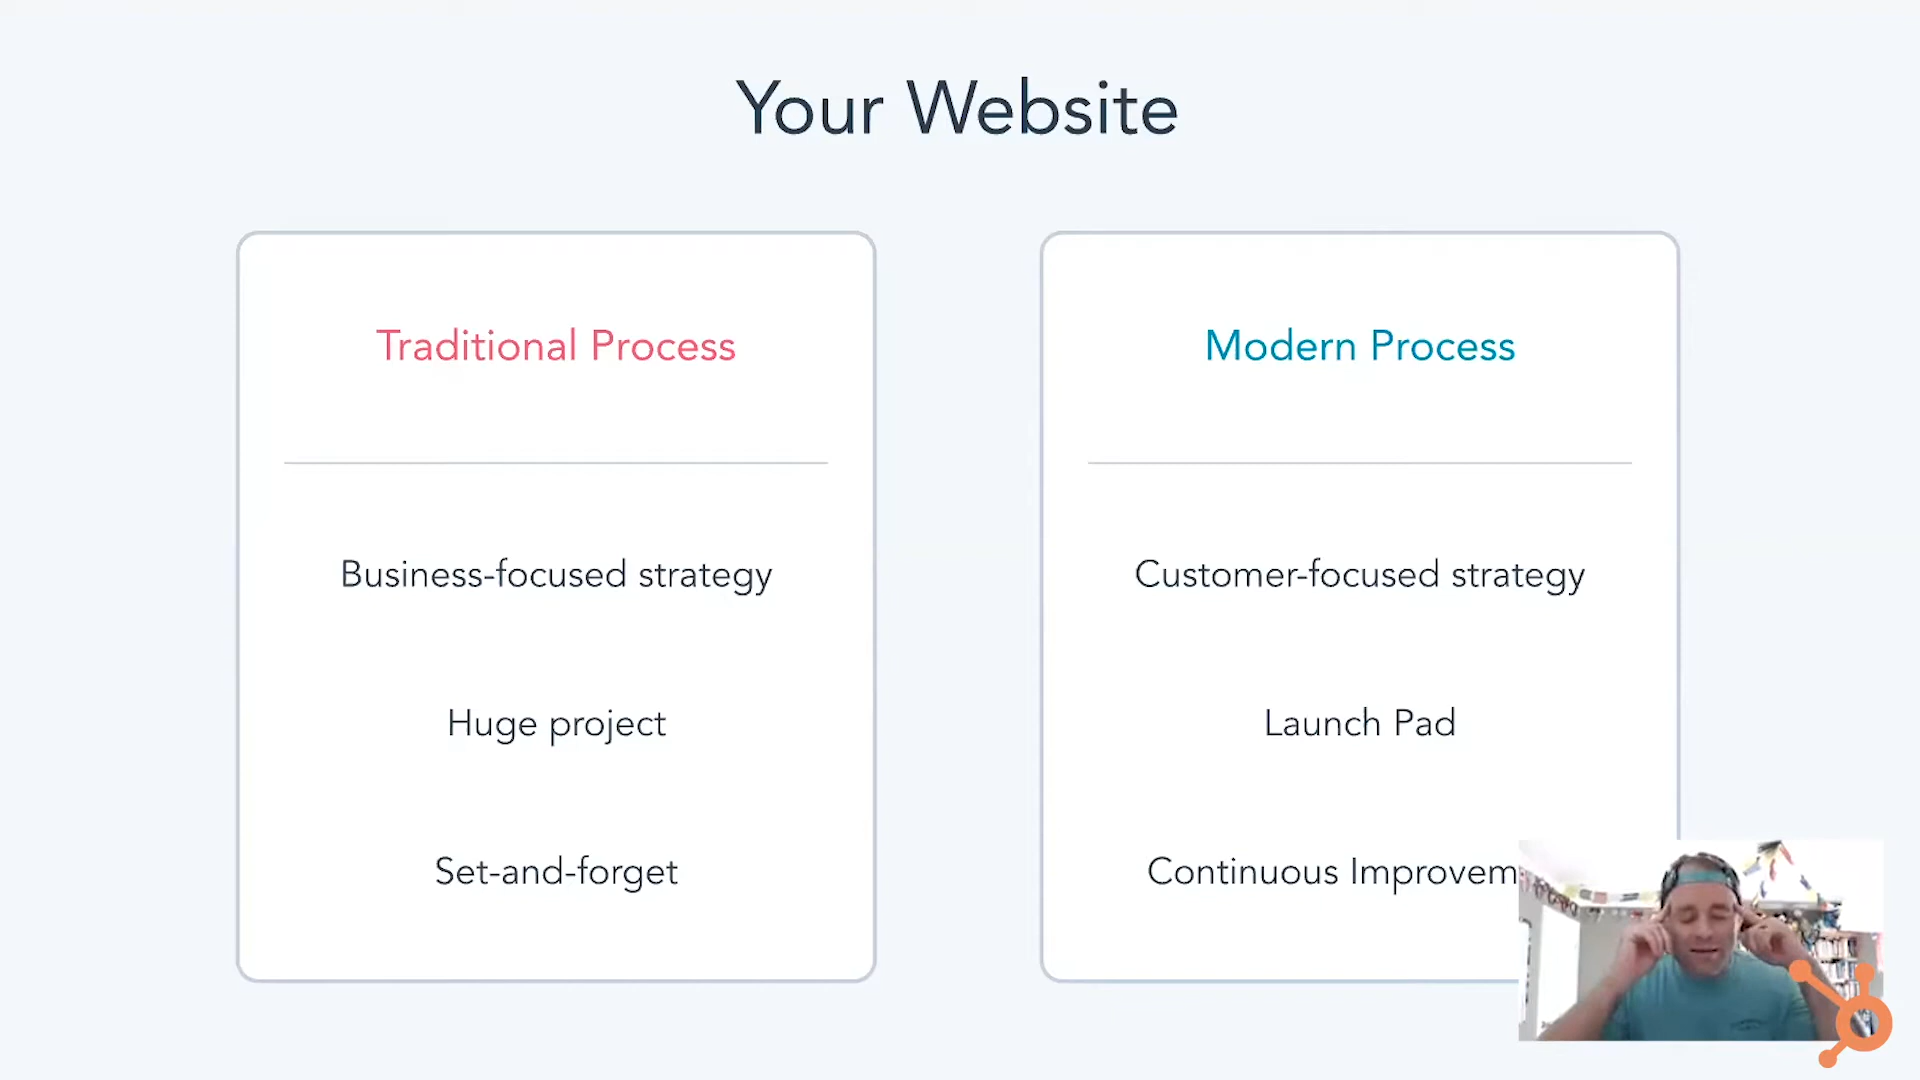 Your Website
Traditional Process
Business-focused strategy
Huge project
Set-and-forget
Modern Process
Customer-focused strategy
Launch Pad
Continuous Improvem